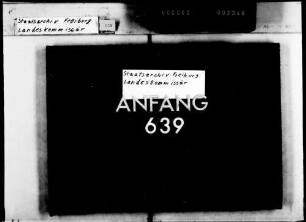 Staatsarchiv Freiburg
Landeskommissär
Staatsarchiv Freiburg
Landeskommissär
ANFANG
639